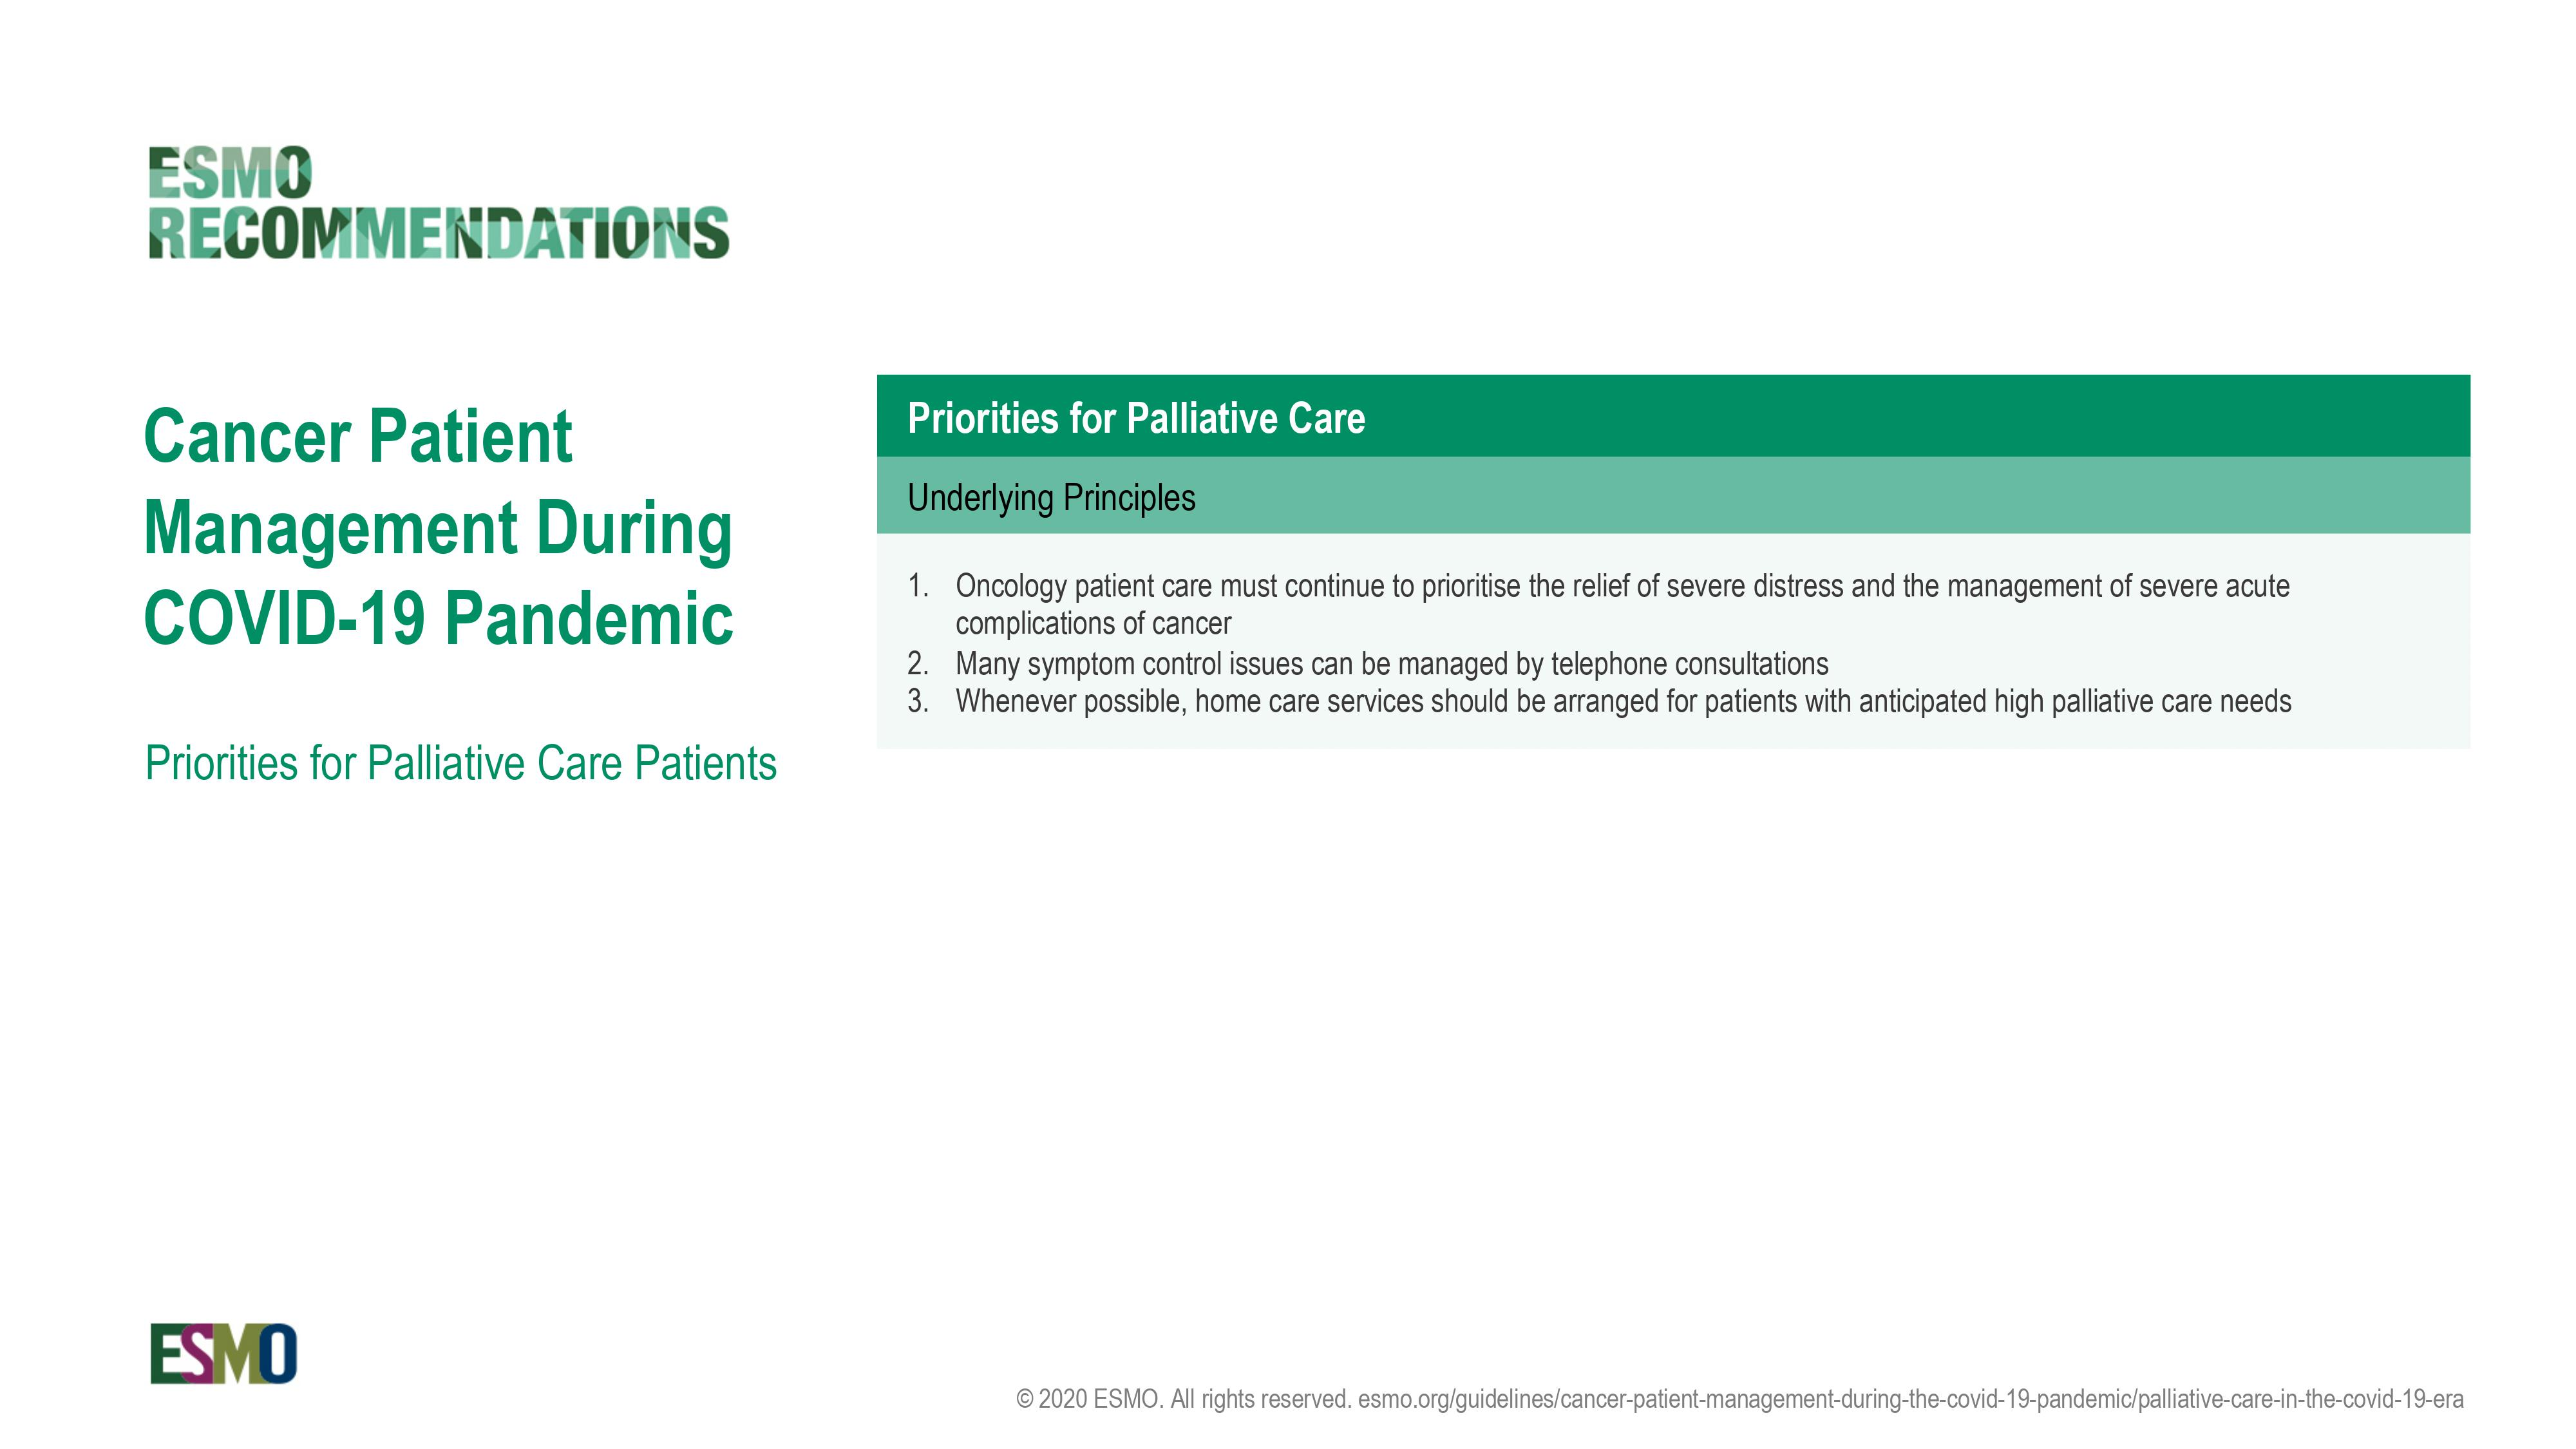 ESMO
RECOMMENDATIONS
Cancer Patient
Management During
COVID-19 Pandemic
Priorities for Palliative Care Patients
Priorities for Palliative Care
Underlying Principles
1. Oncology patient care must continue to prioritise the relief of severe distress and the management of severe acute
complications of cancer
2. Many symptom control issues can be managed by telephone consultations
3. Whenever possible, home care services should be arranged for patients with anticipated high palliative care needs
ESMO
© 2020 ESMO. All rights reserved. esmo.org/guidelines/cancer-patient-management-during-the-covid-19-pandemic/palliative-care-in-the-covid-19-era